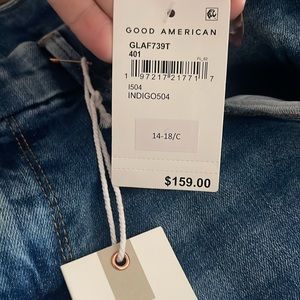 GOOD AMERICAN
GLAF739T
401
1 97217 21771 7
I504
INDIGO504
14-18/C
$159.00